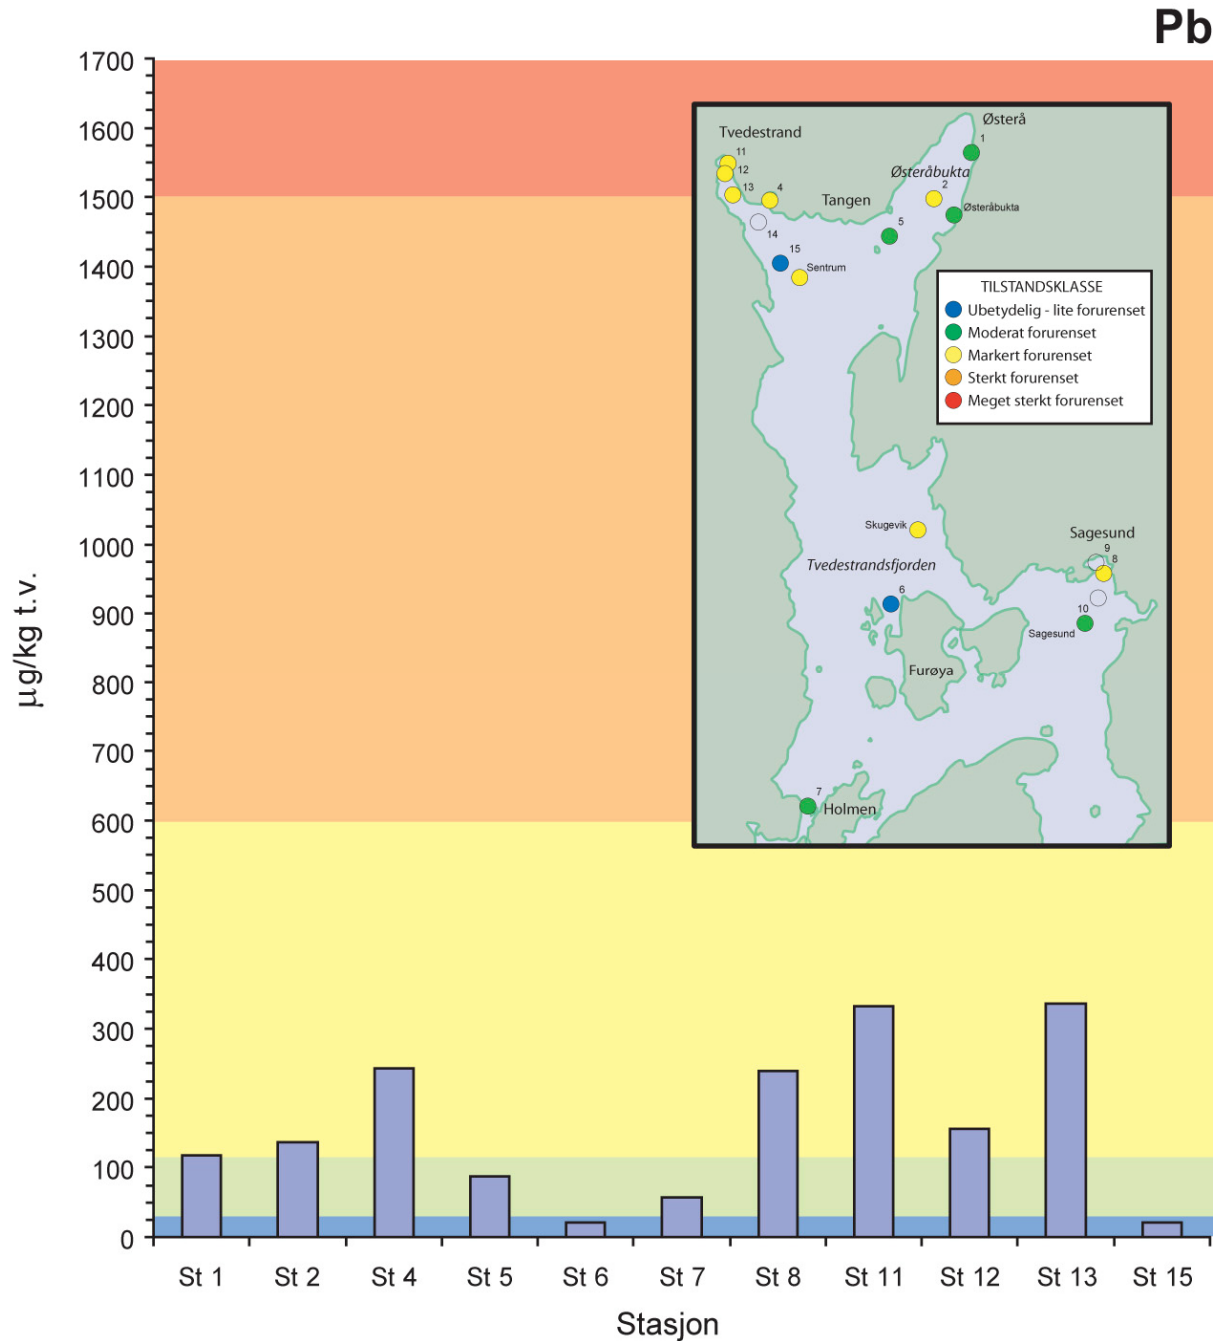 Pb
1700
1600
1500
1400
1300
1200
1100
1000
900
800
700
600
500
400
300
200
100
0
µg/kg t.v.
Østerå
1
Tvedestrand
11
12
13
4
Østeråbukta
2
Tangen
Østeråbukta
5
14
15
Sentrum
TILSTANDSKLASSE
Ubetydelig - lite forurenset
Moderat forurenset
Markert forurenset
Sterkt forurenset
Meget sterkt forurenset
Skugevik
Sagesund
9
8
Tvedestrandsfjorden
6
10
Sagesund
Furøya
7
Holmen
St 1 St 2 St 4 St 5 St 6 St 7 St 8 St 11 St 12 St 13 St 15
Stasjon